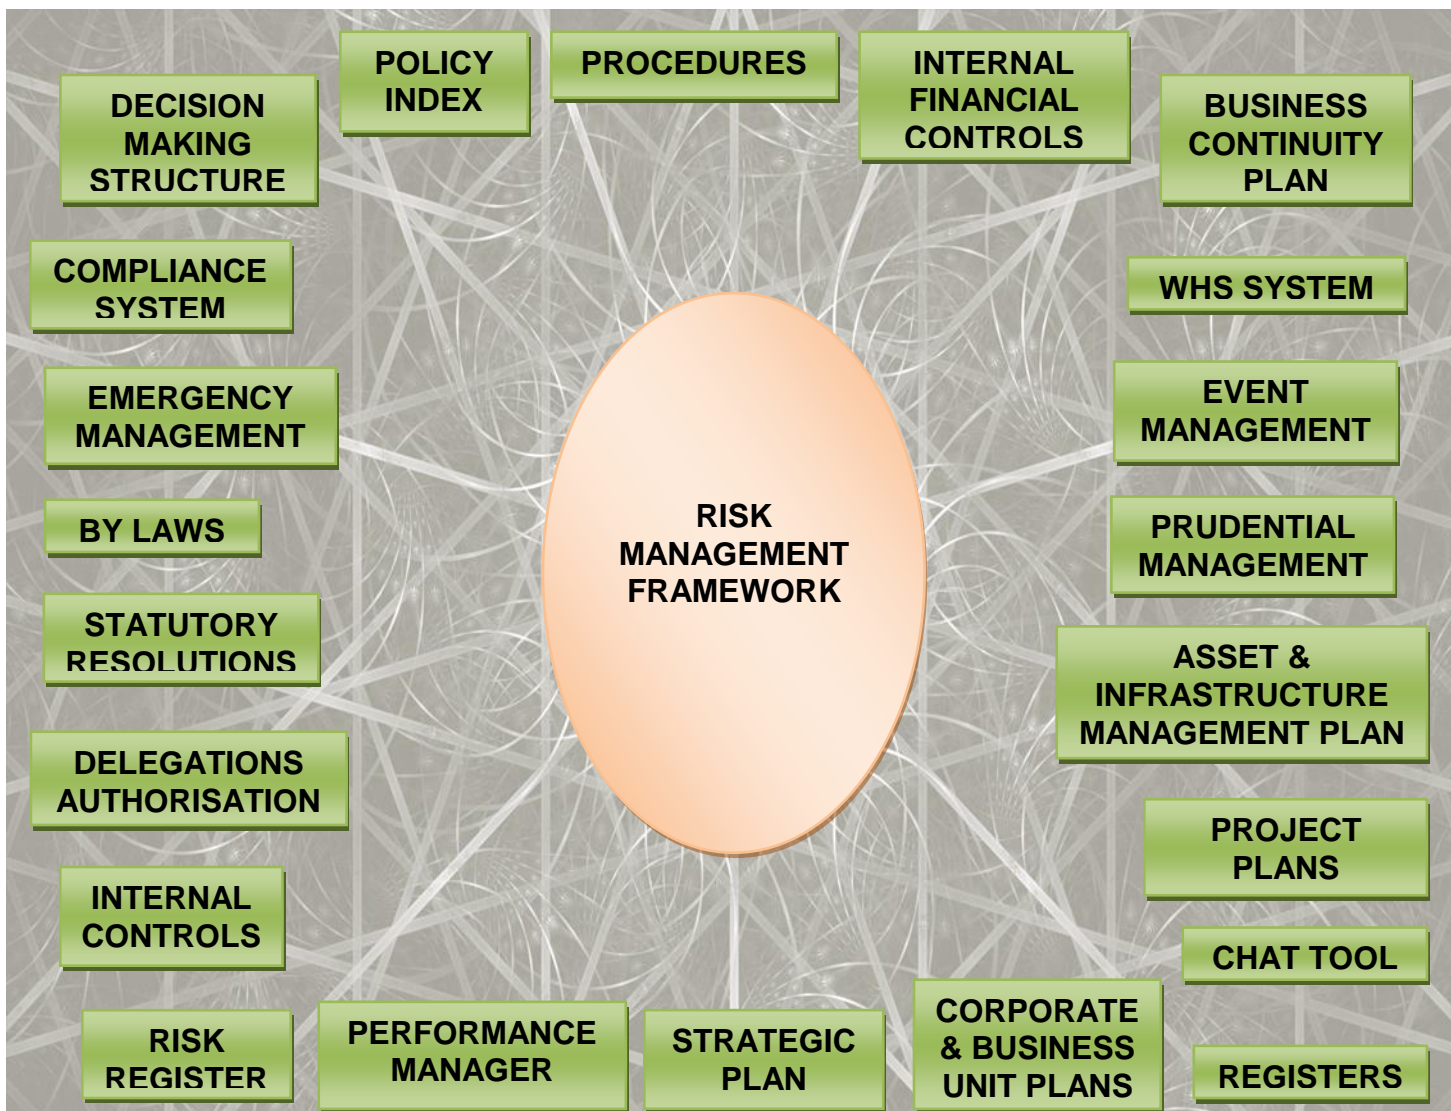 POLICY
INDEX
PROCEDURES
INTERNAL
FINANCIAL
CONTROLS
DECISION
MAKING
STRUCTURE
BUSINESS
CONTINUITY
PLAN
COMPLIANCE
SYSTEM
WHS SYSTEM
EMERGENCY
MANAGEMENT
EVENT
MANAGEMENT
BY LAWS
RISK
MANAGEMENT
FRAMEWORK
PRUDENTIAL
MANAGEMENT
STATUTORY
RESOLUTIONS
ASSET &
INFRASTRUCTURE
MANAGEMENT PLAN
DELEGATIONS
AUTHORISATION
PROJECT
PLANS
INTERNAL
CONTROLS
CHAT TOOL
RISK
REGISTER
PERFORMANCE
MANAGER
STRATEGIC
PLAN
CORPORATE
& BUSINESS
UNIT PLANS
REGISTERS